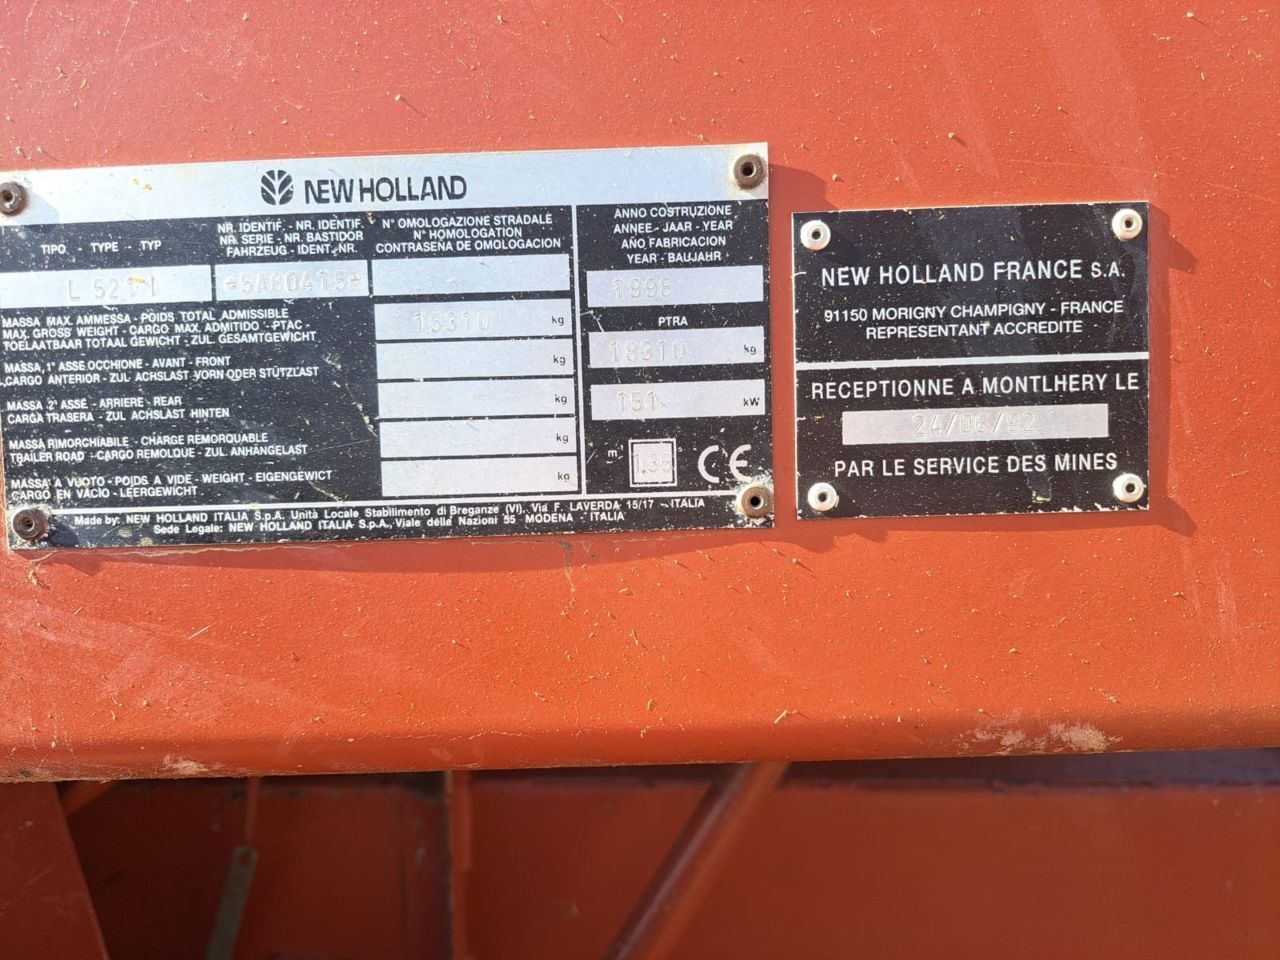 NEW HOLLAND
TIPO - TYPE - TYP
NR. IDENTIF. - NR. IDENTIF.
NR. SERIE - NR. BASTIDOR
FAHRZEUG - IDENT.-NR.
N° OMOLOGAZIONE STRADALE
N° HOMOLOGATION
CONTRASEÑA DE OMOLOGACION
ANNO COSTRUZIONE
ANNEE - JAAR - YEAR
AÑO FABRICACION
YEAR - BAUJAHR
L 521
*5A80415*
1998
MASSA MAX. AMMESSA - POIDS TOTAL ADMISSIBLE
MAX. GROSS WEIGHT - CARGO MAX. ADMITIDO - PTAC
TOELAATBAAR TOTAAL GEWICHT - ZUL GESAMTGEWICHT
15310 kg
PTRA
18310 kg
MASSA, 1° ASSE OCCHIONE - AVANT - FRONT
CARGO ANTERIOR - ZUL ACHSLAST VORN ODER STÜTZLAST
kg
MASSA 2° ASSE - ARRIERE - REAR
CARGA TRASERA - ZUL ACHSLAST HINTEN
kg
151 kW
MASSA RIMORCHIABILE - CHARGE REMORQUABLE
TRAILER ROAD - CARGO REMOLQUE - ZUL ANHÄNGELAST
kg
135
CE
MASSA A VUOTO - POIDS A VIDE - WEIGHT - EIGENGEWICT
CARGO EN VACIO - LEERGEWICHT
kg
Made by: NEW HOLLAND ITALIA S.p.A. Unità Locale Stabilimento di Breganze (VI), Via F. LAVERDA 15/17 - ITALIA
Sede Legale: NEW HOLLAND ITALIA S.p.A., Viale delle Nazioni 55 MODENA - ITALIA
NEW HOLLAND FRANCE S.A.
91150 MORIGNY CHAMPIGNY - FRANCE
REPRESENTANT ACCREDITE
RECEPTIONNE A MONTLHERY LE
24/06/92
PAR LE SERVICE DES MINES